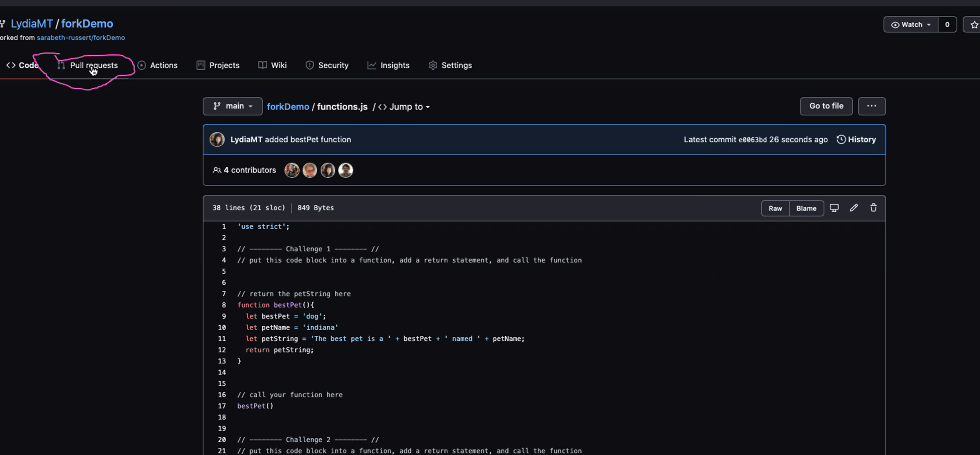 LydiaMT / forkDemo
orked from sarabeth-russert/forkDemo
Watch 0
Code Pull requests Actions Projects Wiki Security Insights Settings
main forkDemo / functions.js / Jump to Go to file ...
LydiaMT added bestPet function Latest commit e0063bd 26 seconds ago History
4 contributors
38 lines (21 sloc) 849 Bytes Raw Blame
1 'use strict';
2
3 // ———————— Challenge 1 ———————— //
4 // put this code block into a function, add a return statement, and call the function
5
6
7 // return the petString here
8 function bestPet(){
9 let bestPet = 'dog';
10 let petName = 'indiana'
11 let petString = 'The best pet is a ' + bestPet + ' named ' + petName;
12 return petString;
13 }
14
15
16 // call your function here
17 bestPet()
18
19
20 // ———————— Challenge 2 ———————— //
21 // put this code block into a function, add a return statement, and call the function